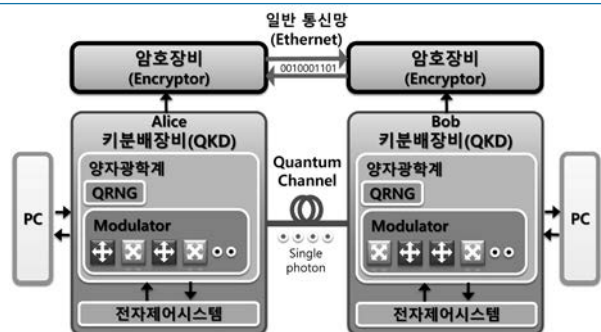 일반 통신망
(Ethernet)
암호장비
(Encryptor)
0010001101
암호장비
(Encryptor)
Alice
키분배장비(QKD)
양자광학계
QRNG
Modulator
전자제어시스템
PC
Quantum
Channel
Single
photon
Bob
키분배장비(QKD)
양자광학계
QRNG
Modulator
전자제어시스템
PC